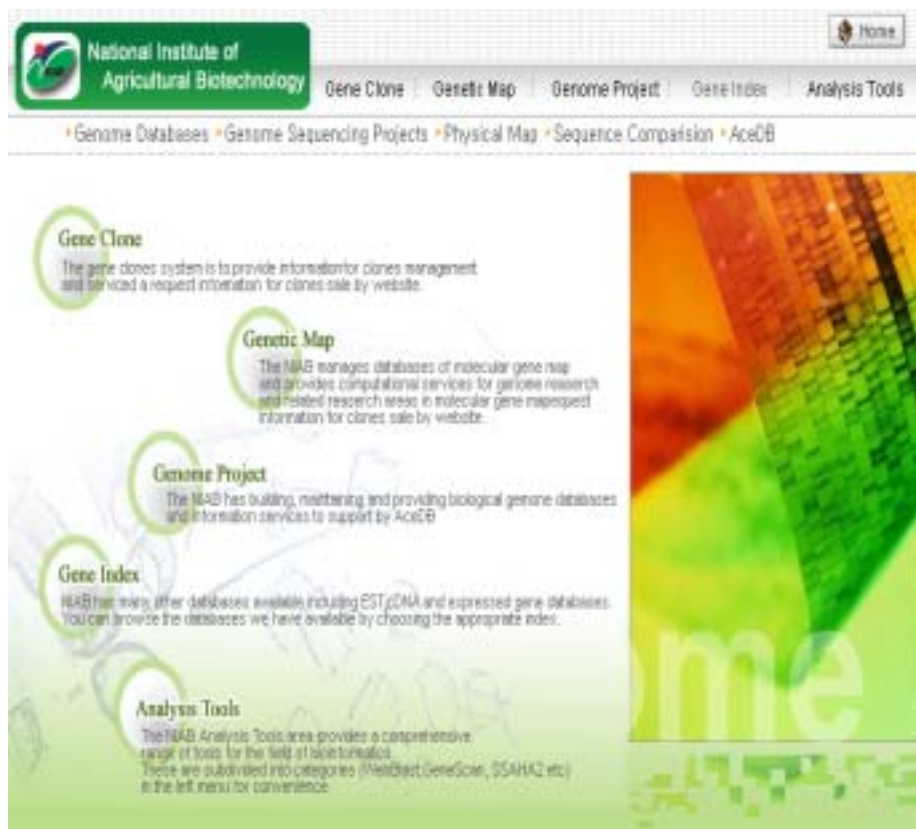 National Institute of
Agricultural Biotechnology
Home
Gene Clone Genetic Map Genome Project Gene Index Analysis Tools
Genome Databases Genome Sequencing Projects Physical Map Sequence Comparision AceDB
Gene Clone
The gene clones system is to provide information for clones management
and serviced a request information for clones sale by website.
Genetic Map
The NIAB manages databases of molecular gene map
and provides computational services for genome research
and related research areas in molecular gene maprequest
information for clones sale by website.
Genome Project
The NIAB has building, maintaining and providing biological genome databases
and information services to support by AceDB
Gene Index
NIAB has many other databases available including EST,cDNA and expressed gene databases.
You can browse the databases we have available by choosing the appropriate index.
Analysis Tools
The NIAB Analysis Tools area provides a comprehensive
range of tools for the field of bioinformatics.
These are subdivided into categories (WebBlast,GeneScan, SSAHA2 etc)
in the left menu for convenience
ome